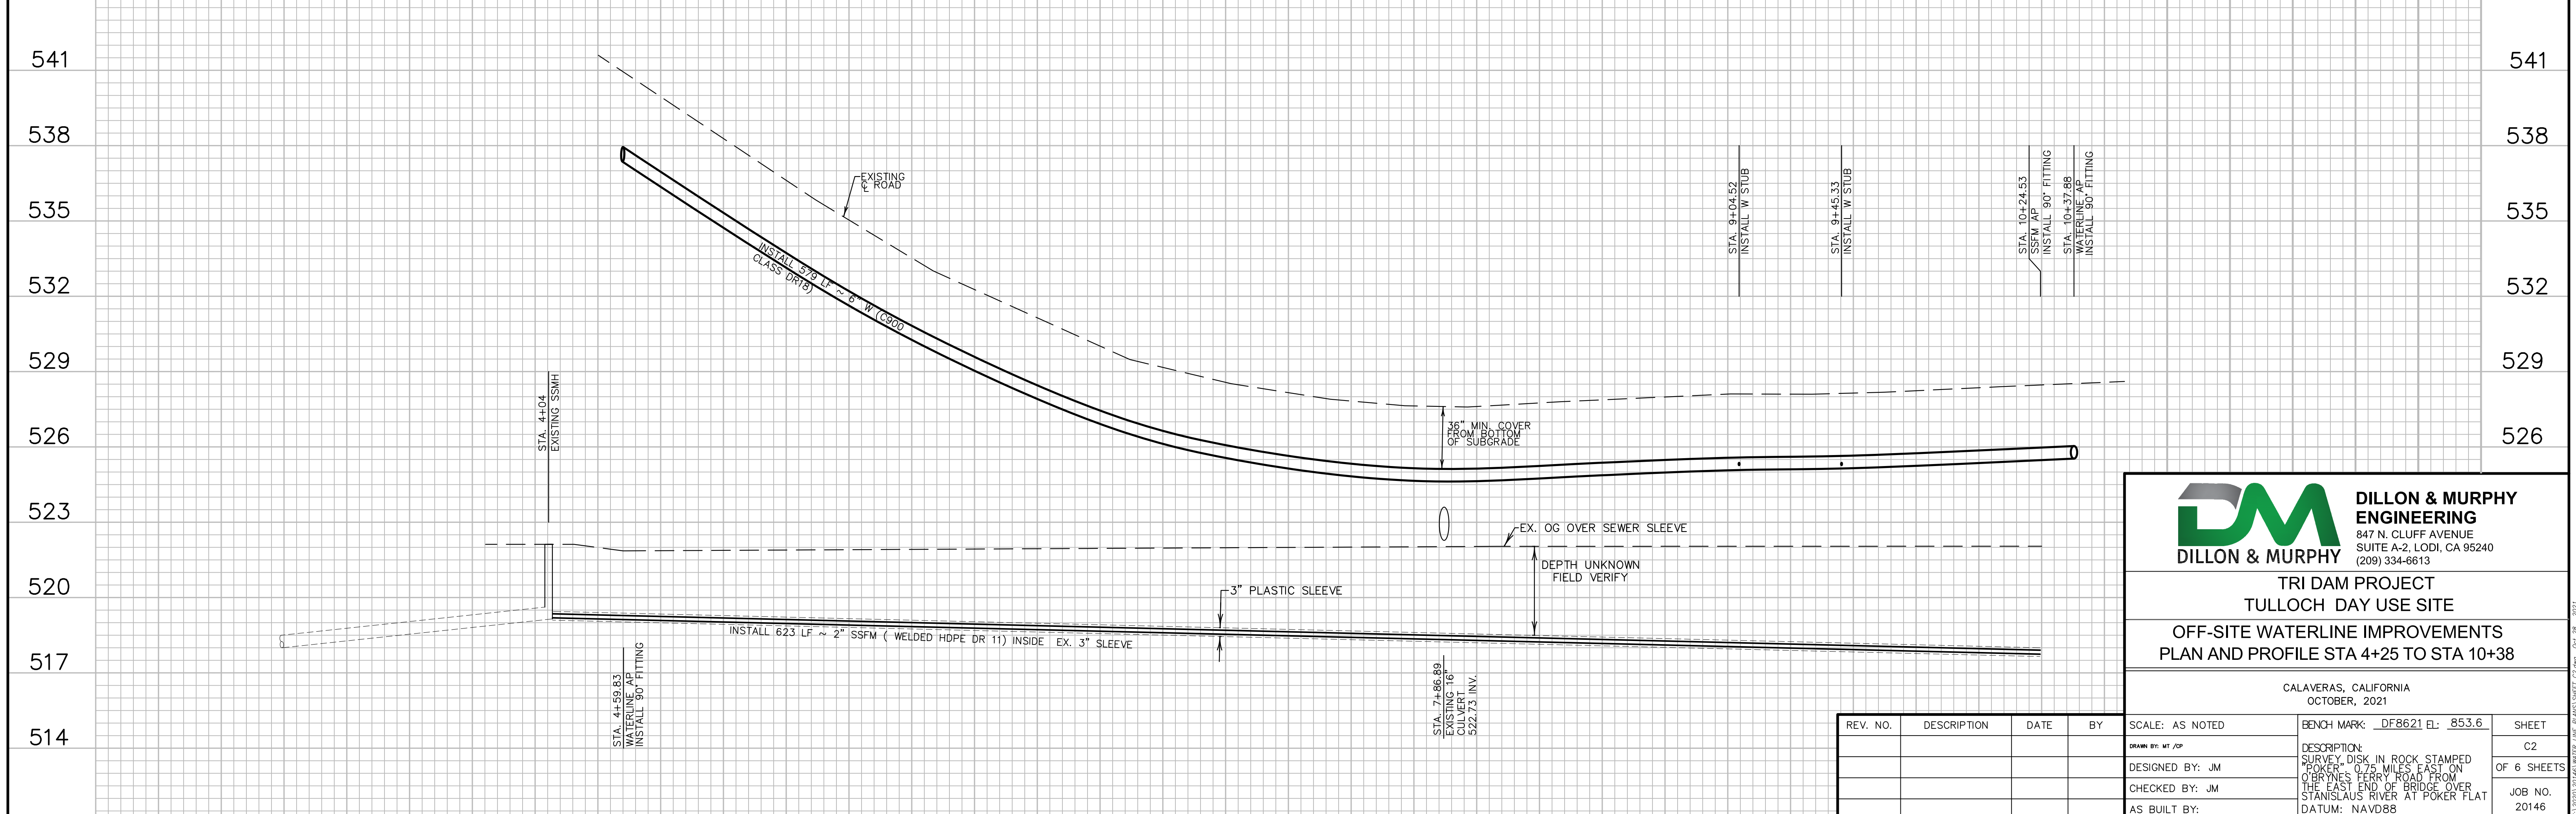 541
538
535
532
529
526
523
520
517
514
541
538
535
532
529
526
EXISTING
℄ ROAD
INSTALL 579 LF ~ 6" W (C900
CLASS DR18)
STA. 4+04
EXISTING SSMH
STA. 9+04.52
INSTALL W STUB
STA. 9+45.33
INSTALL W STUB
STA. 10+24.53
SSFM AP
INSTALL 90° FITTING
STA. 10+37.88
WATERLINE AP
INSTALL 90° FITTING
36" MIN. COVER
FROM BOTTOM
OF SUBGRADE
EX. OG OVER SEWER SLEEVE
DEPTH UNKNOWN
FIELD VERIFY
3" PLASTIC SLEEVE
INSTALL 623 LF ~ 2" SSFM ( WELDED HDPE DR 11) INSIDE EX. 3" SLEEVE
STA. 4+59.83
WATERLINE AP
INSTALL 90° FITTING
STA. 7+86.89
EXISTING 16"
CULVERT
522.73 INV.
DM
DILLON & MURPHY
DILLON & MURPHY
ENGINEERING
847 N. CLUFF AVENUE
SUITE A-2, LODI, CA 95240
(209) 334-6613
TRI DAM PROJECT
TULLOCH DAY USE SITE
OFF-SITE WATERLINE IMPROVEMENTS
PLAN AND PROFILE STA 4+25 TO STA 10+38
CALAVERAS, CALIFORNIA
OCTOBER, 2021
REV. NO. DESCRIPTION DATE BY
SCALE: AS NOTED
DRAWN BY: MT /CP
DESIGNED BY: JM
CHECKED BY: JM
AS BUILT BY:
BENCH MARK: DF8621 EL: 853.6
DESCRIPTION:
SURVEY DISK IN ROCK STAMPED
"POKER" 0.75 MILES EAST ON
O'BRYNES FERRY ROAD FROM
THE EAST END OF BRIDGE OVER
STANISLAUS RIVER AT POKER FLAT
DATUM: NAVD88
SHEET
C2
OF 6 SHEETS
JOB NO.
20146